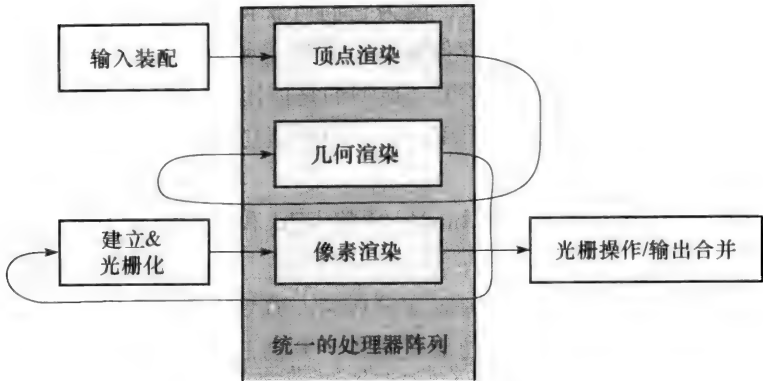 输入装配
顶点渲染
几何渲染
建立&
光栅化
像素渲染
光栅操作/输出合并
统一的处理器阵列